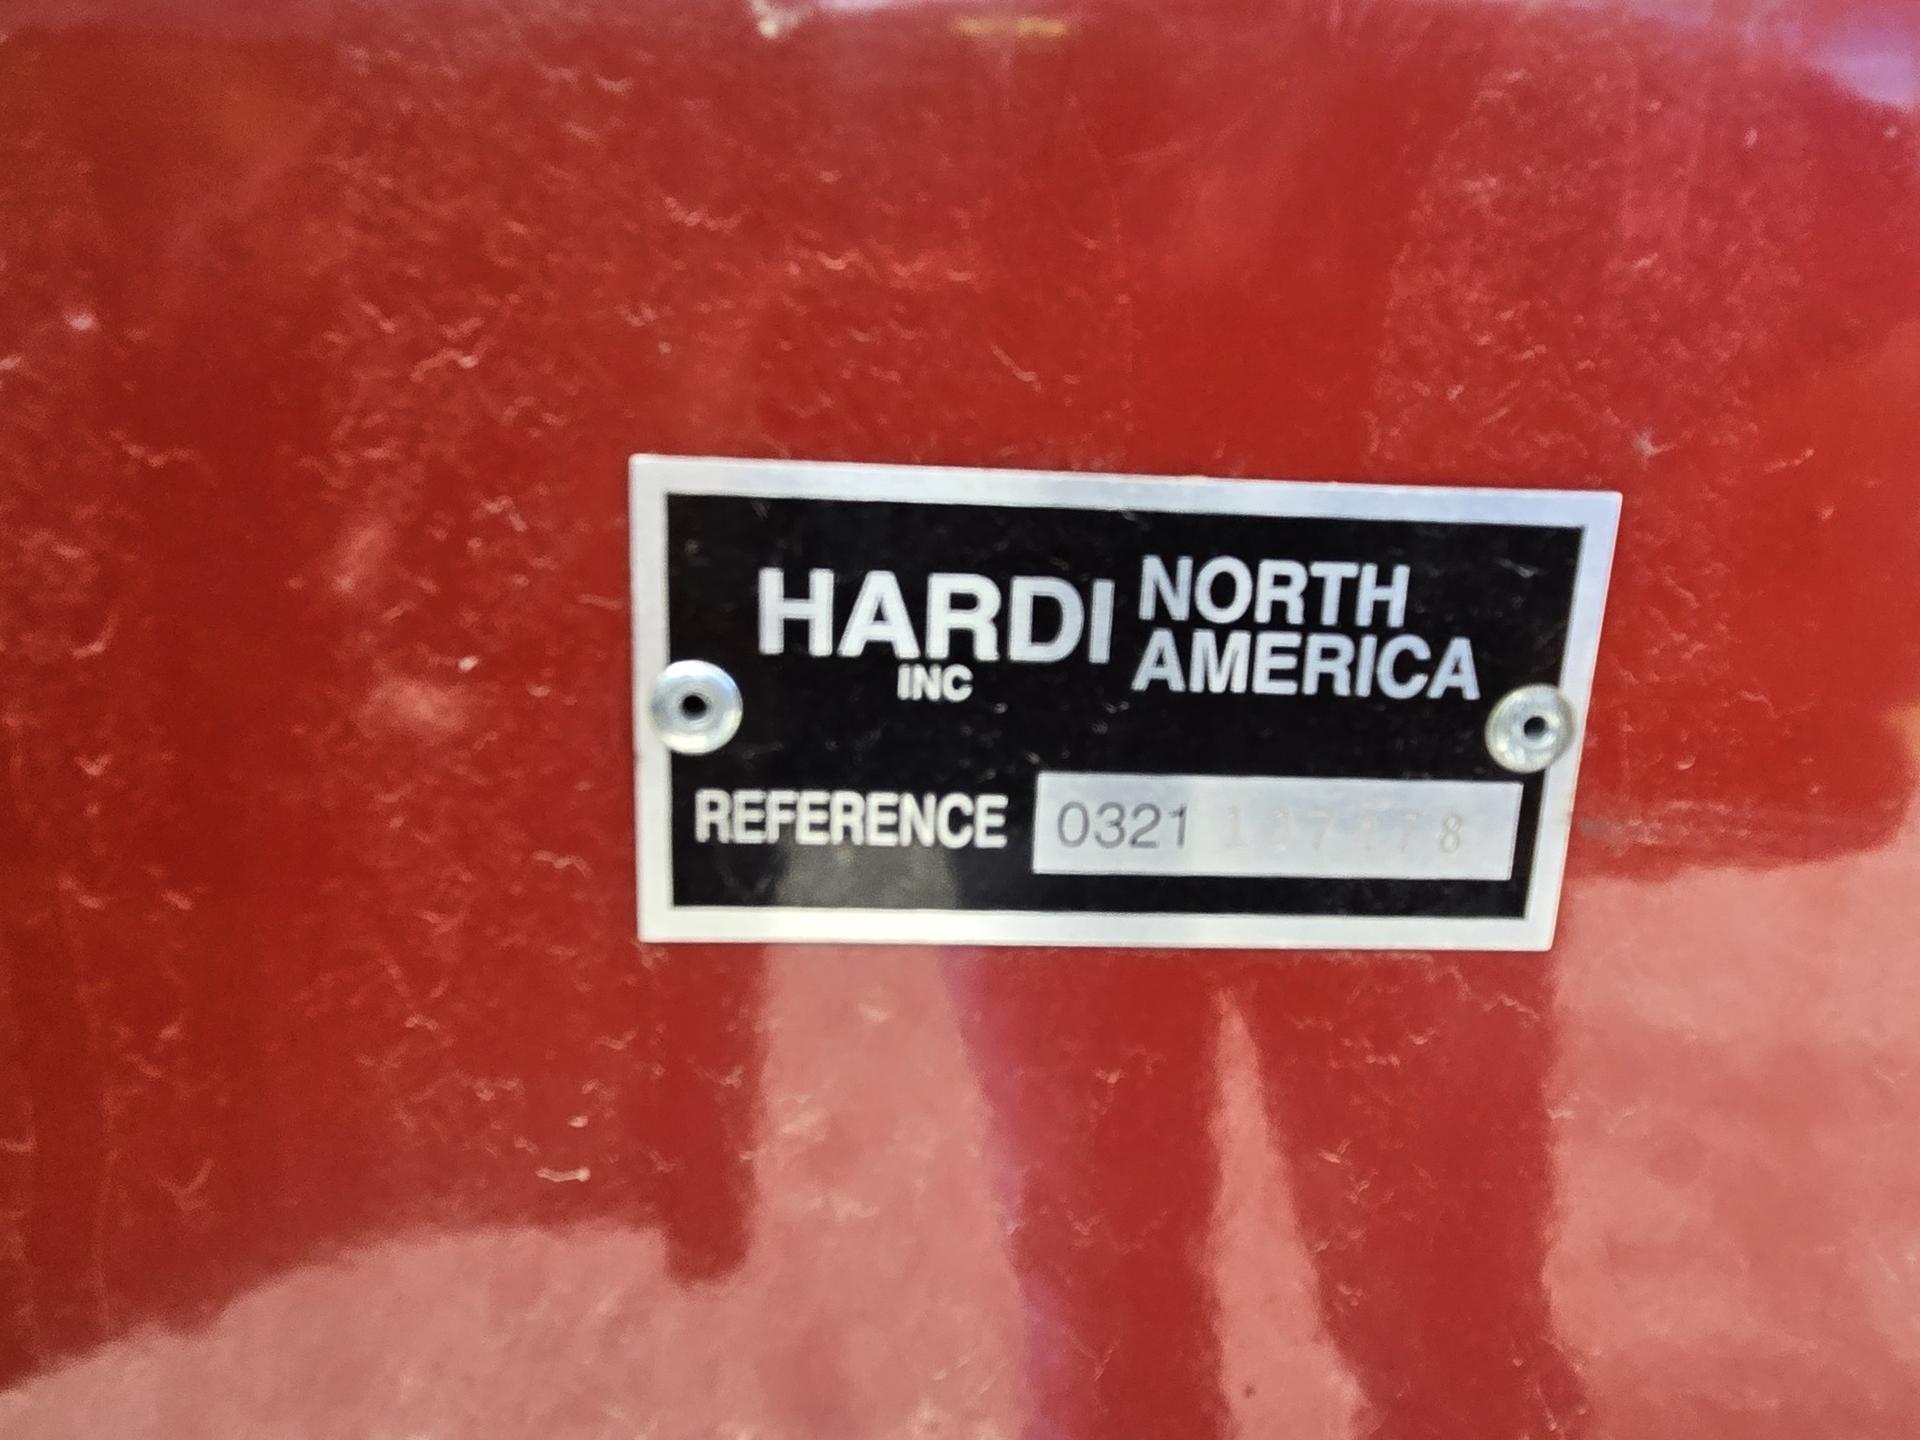 HARDI NORTH
INC AMERICA
REFERENCE 0321